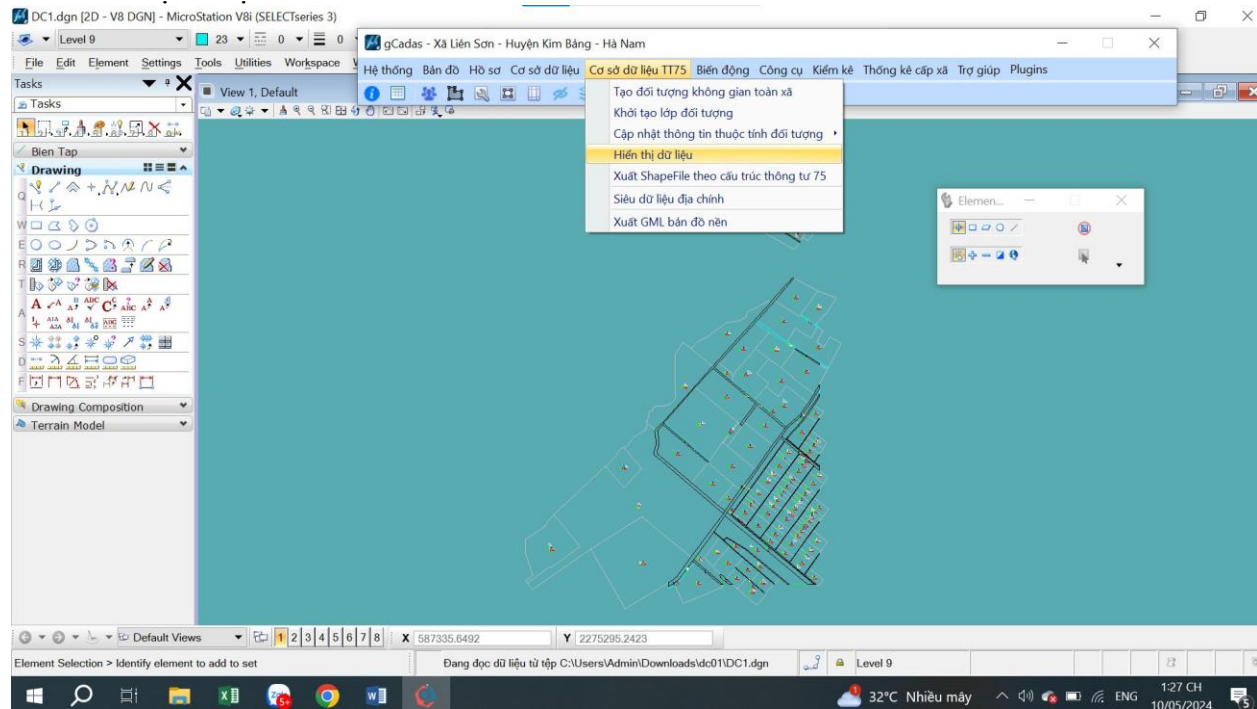 DC1.dgn [2D - V8 DGN] - MicroStation V8i (SELECTseries 3)
Level 9 23 0 0
gCadas - Xã Liên Sơn - Huyện Kim Bảng - Hà Nam
File Edit Element Settings Tools Utilities Workspace
Hệ thống Bản đồ Hồ sơ Cơ sở dữ liệu Cơ sở dữ liệu TT75 Biến động Công cụ Kiểm kê Thống kê cấp xã Trợ giúp Plugins
Tasks
View 1, Default
Tạo đối tượng không gian toàn xã
Tasks
Khởi tạo lớp đối tượng
Cập nhật thông tin thuộc tính đối tượng
Bien Tap
Hiển thị dữ liệu
Drawing
Xuất ShapeFile theo cấu trúc thông tư 75
Q
Siêu dữ liệu địa chính
Elemen...
W
Xuất GML bản đồ nền
E
R
T
A
S
D
F
Drawing Composition
Terrain Model
Default Views 1 2 3 4 5 6 7 8 X 587335.6492 Y 2275295.2423
Element Selection > Identify element to add to set Đang đọc dữ liệu từ tệp C:\Users\Admin\Downloads\dc01\DC1.dgn Level 9
32°C Nhiều mây ENG 1:27 CH
10/05/2024